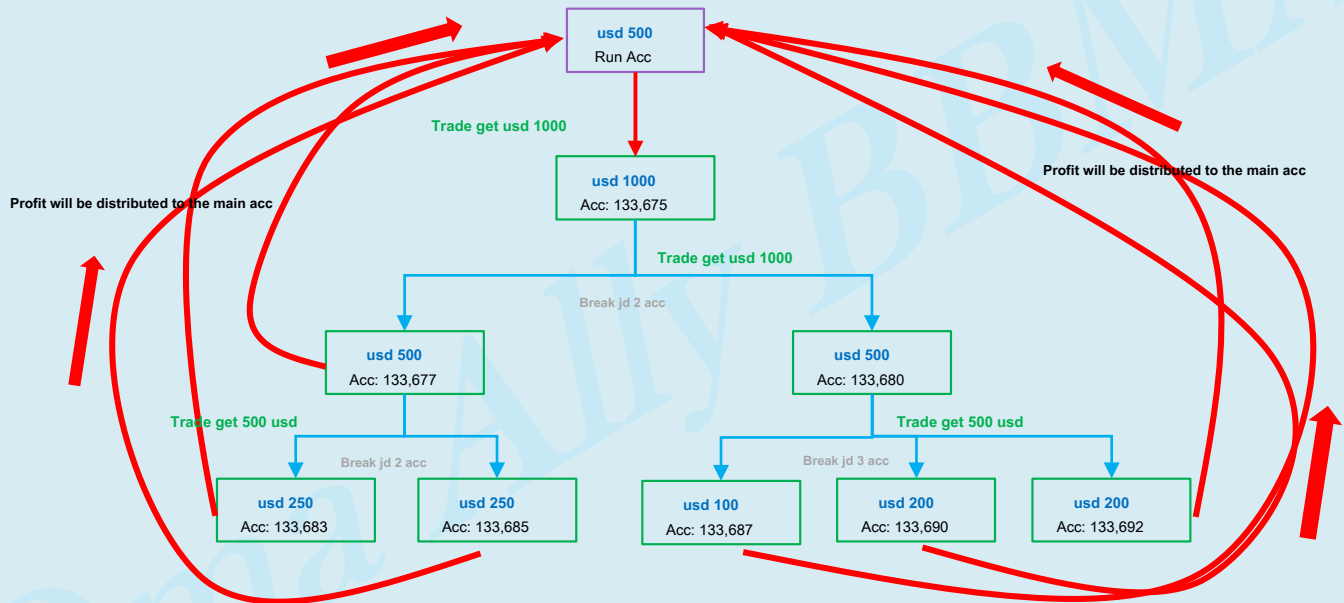 usd 500
Run Acc
Trade get usd 1000
usd 1000
Acc: 133,675
Profit will be distributed to the main acc
Profit will be distributed to the main acc
Trade get usd 1000
Break jd 2 acc
usd 500
Acc: 133,677
usd 500
Acc: 133,680
Trade get 500 usd
Trade get 500 usd
Break jd 2 acc
Break jd 3 acc
usd 250
Acc: 133,683
usd 250
Acc: 133,685
usd 100
Acc: 133,687
usd 200
Acc: 133,690
usd 200
Acc: 133,692